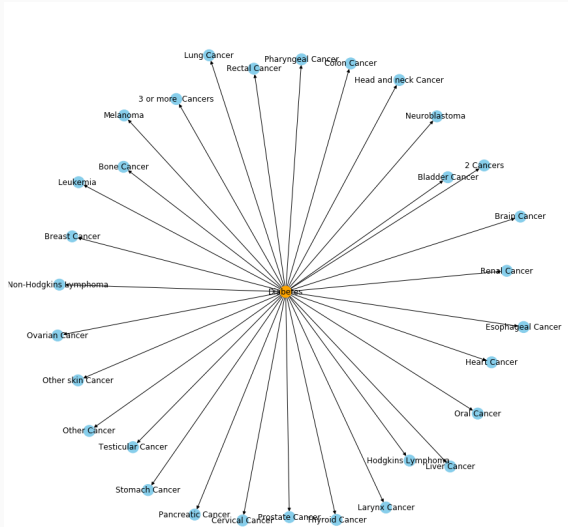 Lung Cancer
Pharyngeal Cancer
Colon Cancer
Rectal Cancer
Head and neck Cancer
3 or more Cancers
Melanoma
Neuroblastoma
Bone Cancer
2 Cancers
Bladder Cancer
Leukemia
Brain Cancer
Breast Cancer
Renal Cancer
Non-Hodgkins Lymphoma
Diabetes
Esophageal Cancer
Ovarian Cancer
Heart Cancer
Other skin Cancer
Oral Cancer
Other Cancer
Testicular Cancer
Hodgkins Lymphoma
Liver Cancer
Stomach Cancer
Larynx Cancer
Pancreatic Cancer
Cervical Cancer
Prostate Cancer
Thyroid Cancer